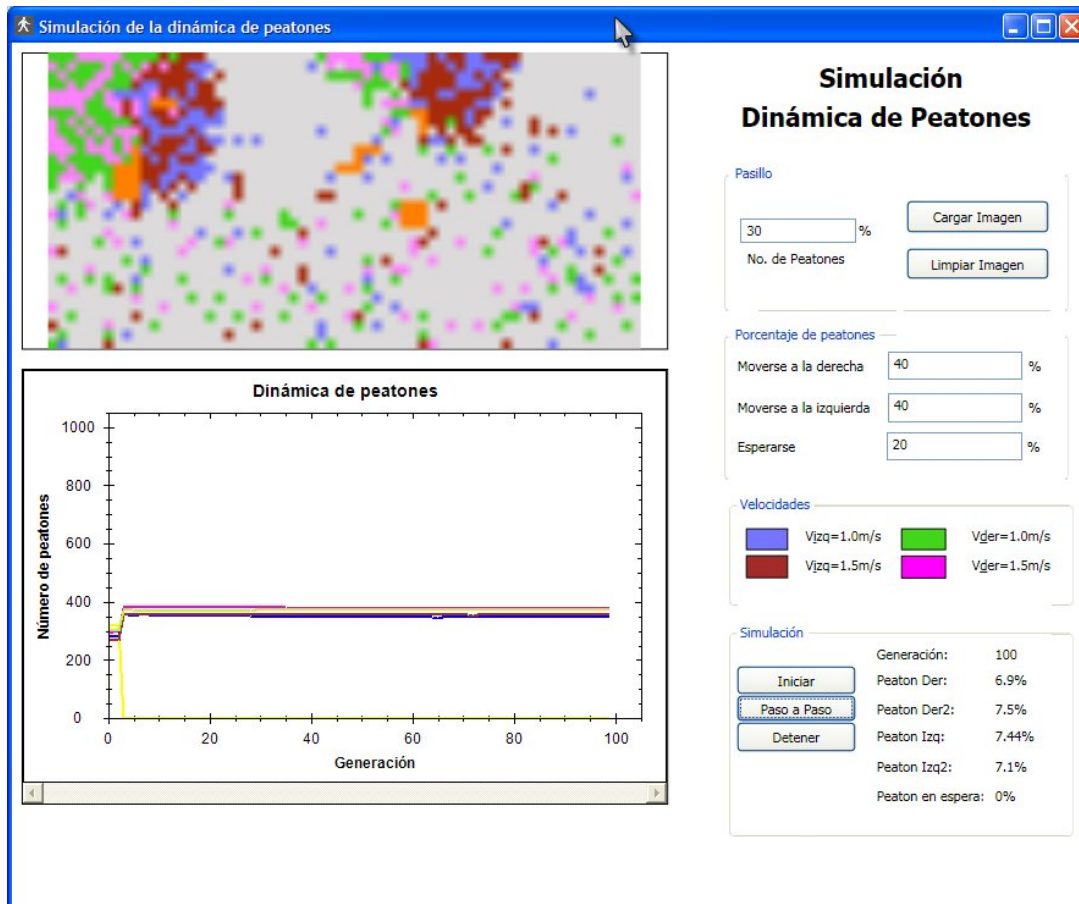 Simulación de la dinámica de peatones
Simulación
Dinámica de Peatones
Pasillo
30 %
No. de Peatones
Cargar Imagen
Limpiar Imagen
Porcentaje de peatones
Moverse a la derecha 40 %
Moverse a la izquierda 40 %
Esperarse 20 %
Velocidades
Vizq=1.0m/s Vder=1.0m/s
Vizq=1.5m/s Vder=1.5m/s
Simulación
Iniciar
Paso a Paso
Detener
Generación: 100
Peaton Der: 6.9%
Peaton Der2: 7.5%
Peaton Izq: 7.44%
Peaton Izq2: 7.1%
Peaton en espera: 0%
Dinámica de peatones
Número de peatones
1000
800
600
400
200
0
0 20 40 60 80 100
Generación